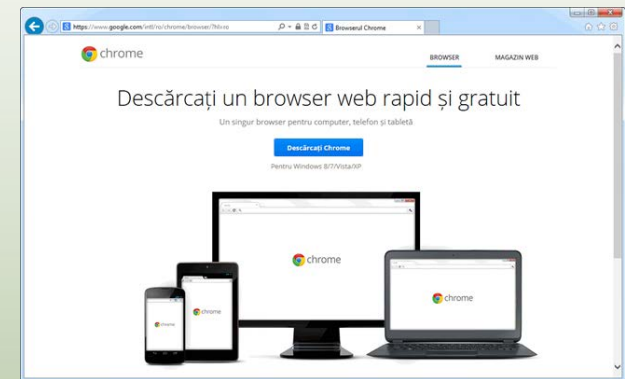 https://www.google.com/intl/ro/chrome/browser/?hl=ro
Browserul Chrome
chrome
BROWSER
MAGAZIN WEB
Descărcați un browser web rapid și gratuit
Un singur browser pentru computer, telefon și tabletă
Descărcați Chrome
Pentru Windows 8/7/Vista/XP
chrome
chrome
chrome
chrome